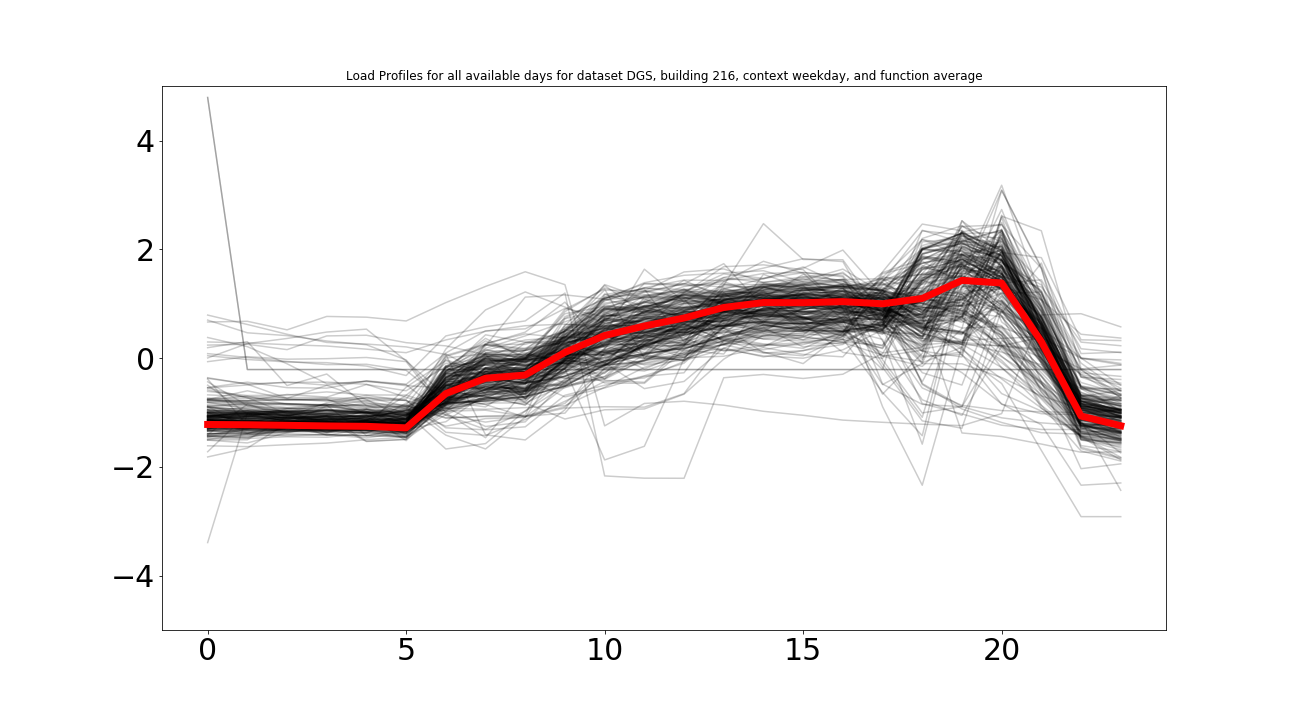 Load Profiles for all available days for dataset DGS, building 216, context weekday, and function average
4
2
0
−2
−4
0 5 10 15 20